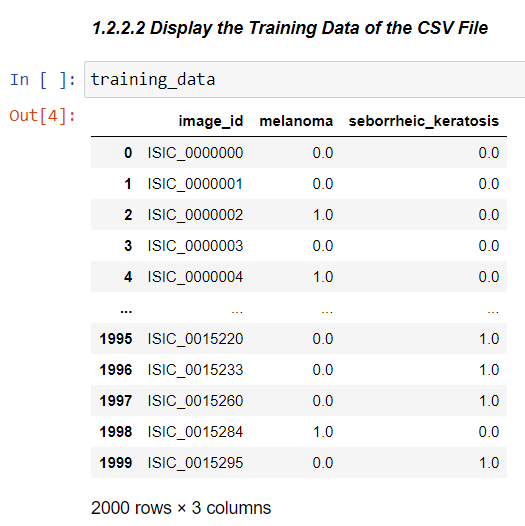 1.2.2.2 Display the Training Data of the CSV File
In [ ]: training_data
Out[4]:
image_id melanoma seborrheic_keratosis
0 ISIC_0000000 0.0 0.0
1 ISIC_0000001 0.0 0.0
2 ISIC_0000002 1.0 0.0
3 ISIC_0000003 0.0 0.0
4 ISIC_0000004 1.0 0.0
... ... ... ...
1995 ISIC_0015220 0.0 1.0
1996 ISIC_0015233 0.0 1.0
1997 ISIC_0015260 0.0 1.0
1998 ISIC_0015284 1.0 0.0
1999 ISIC_0015295 0.0 1.0
2000 rows × 3 columns